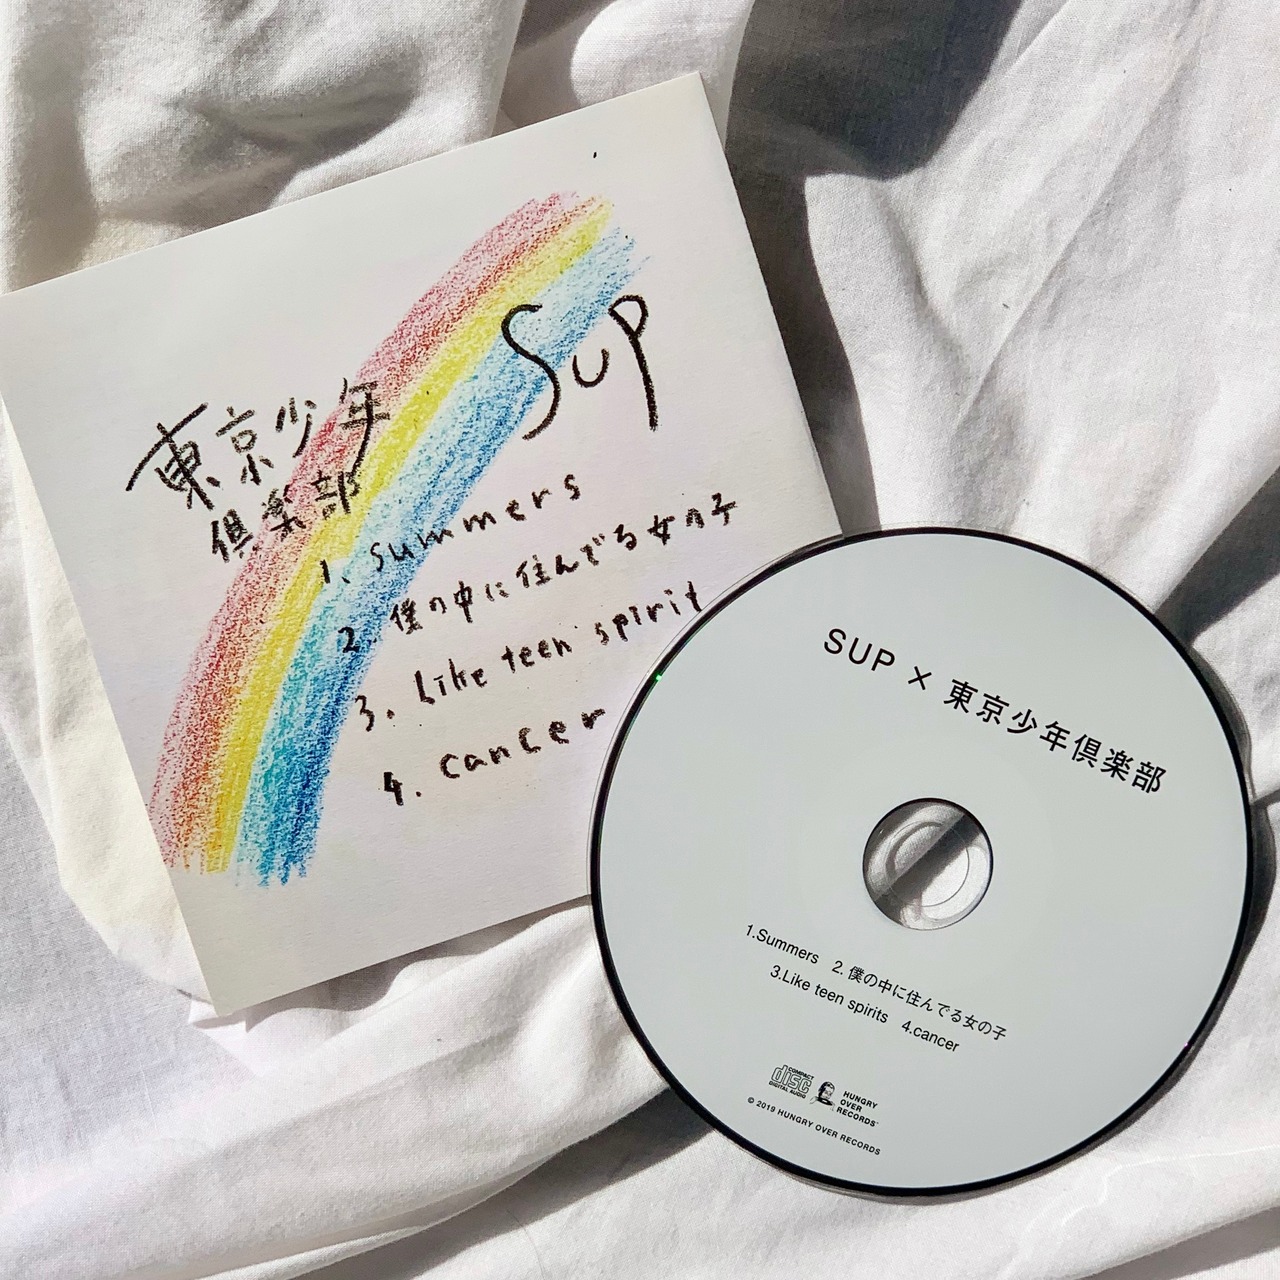 東京少年
倶楽部
SUP
1. Summers
2. 僕の中に住んでる女の子
3. Like teen spirit
4. cancer
SUP × 東京少年倶楽部
1.Summers 2. 僕の中に住んでる女の子
3.Like teen spirits 4.cancer
COMPACT
disc
DIGITAL AUDIO
HUNGRY
OVER
RECORDS
© 2019 HUNGRY OVER RECORDS